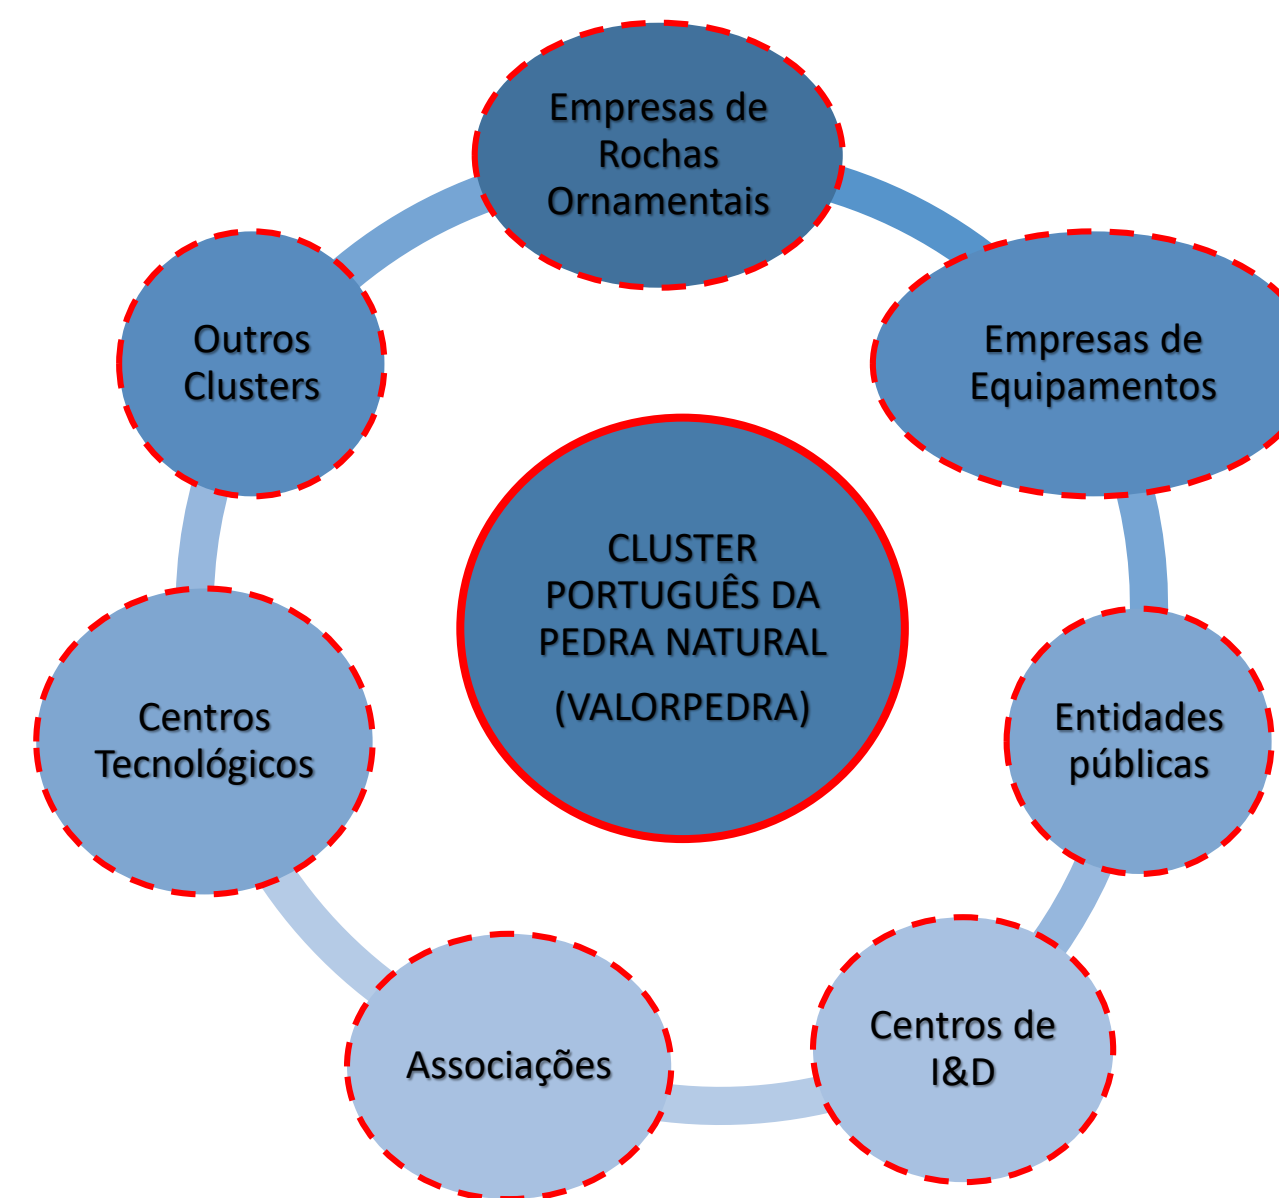 Empresas de
Rochas
Ornamentais
Empresas de
Equipamentos
Entidades
públicas
Centros de
I&D
Associações
Centros
Tecnológicos
Outros
Clusters
CLUSTER
PORTUGUÊS DA
PEDRA NATURAL
(VALORPEDRA)